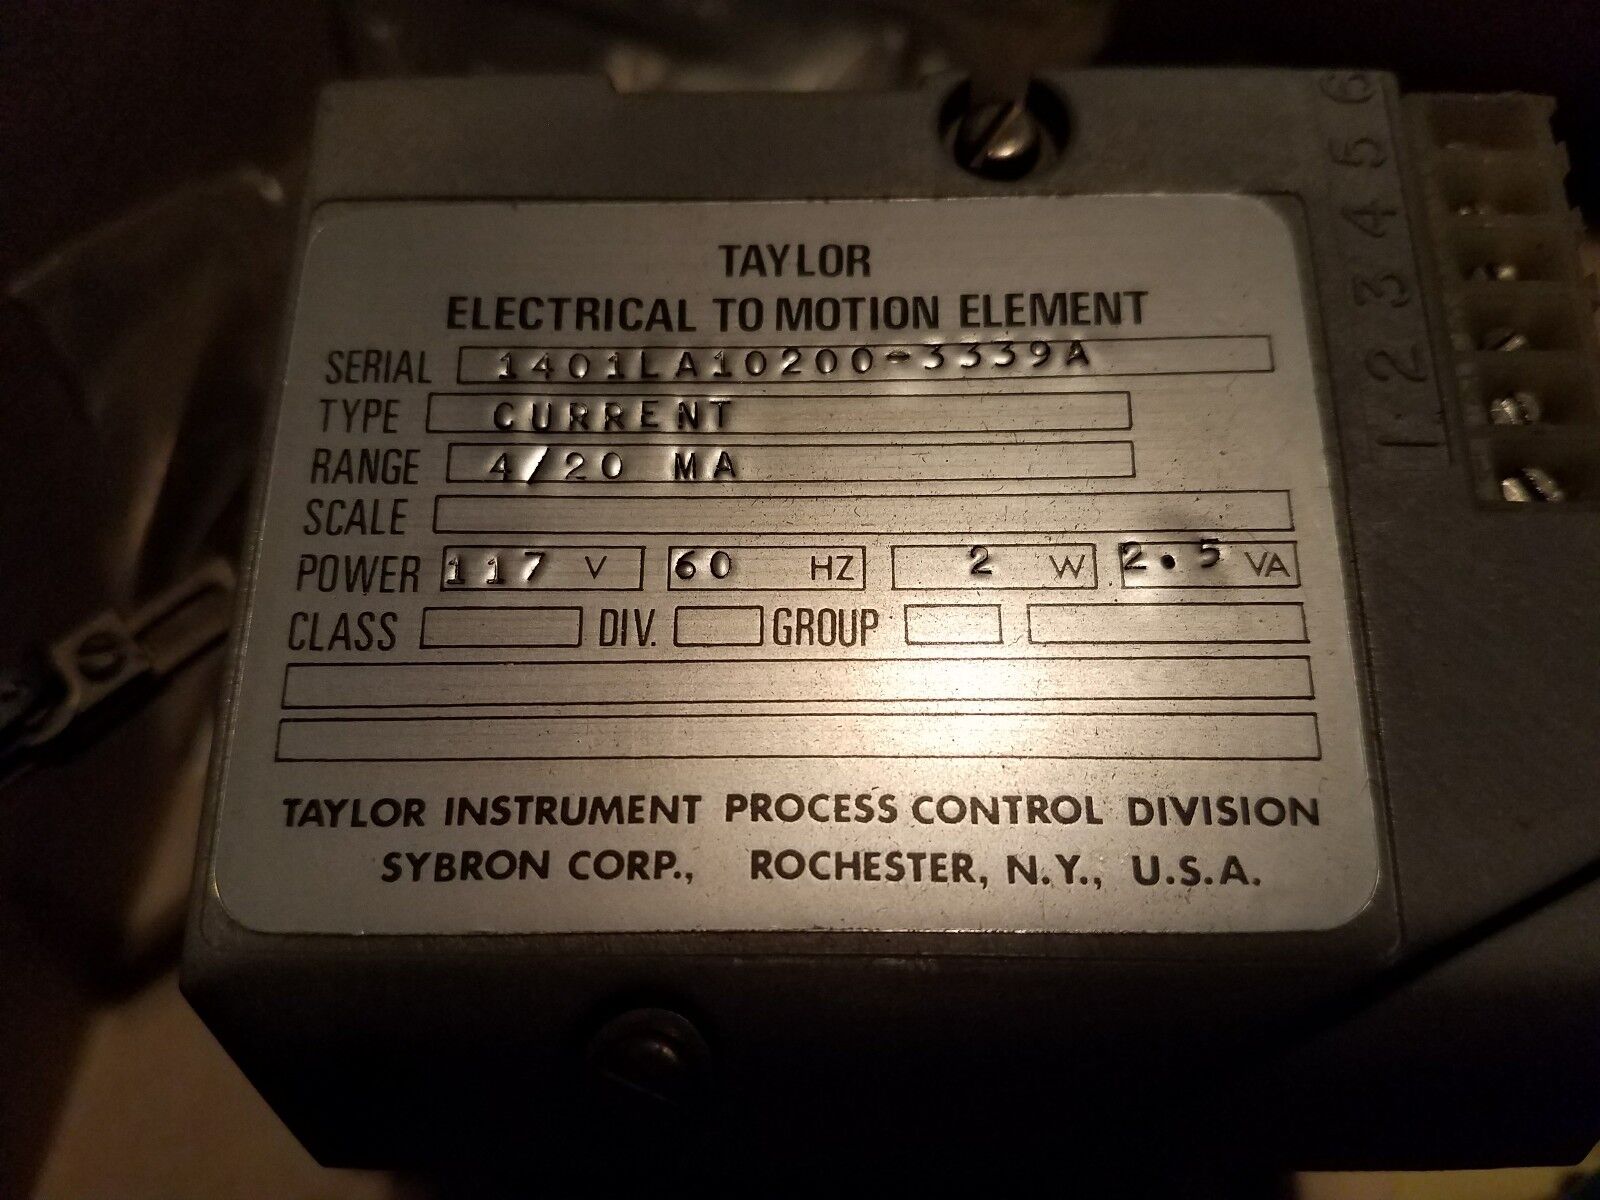 TAYLOR
ELECTRICAL TO MOTION ELEMENT
SERIAL 1401LA10200-3339A
TYPE CURRENT
RANGE 4/20 MA
SCALE
POWER 117 V 60 HZ 2 W 2.5 VA
CLASS DIV. GROUP
TAYLOR INSTRUMENT PROCESS CONTROL DIVISION
SYBRON CORP., ROCHESTER, N.Y., U.S.A.
1 2 3 4 5 6